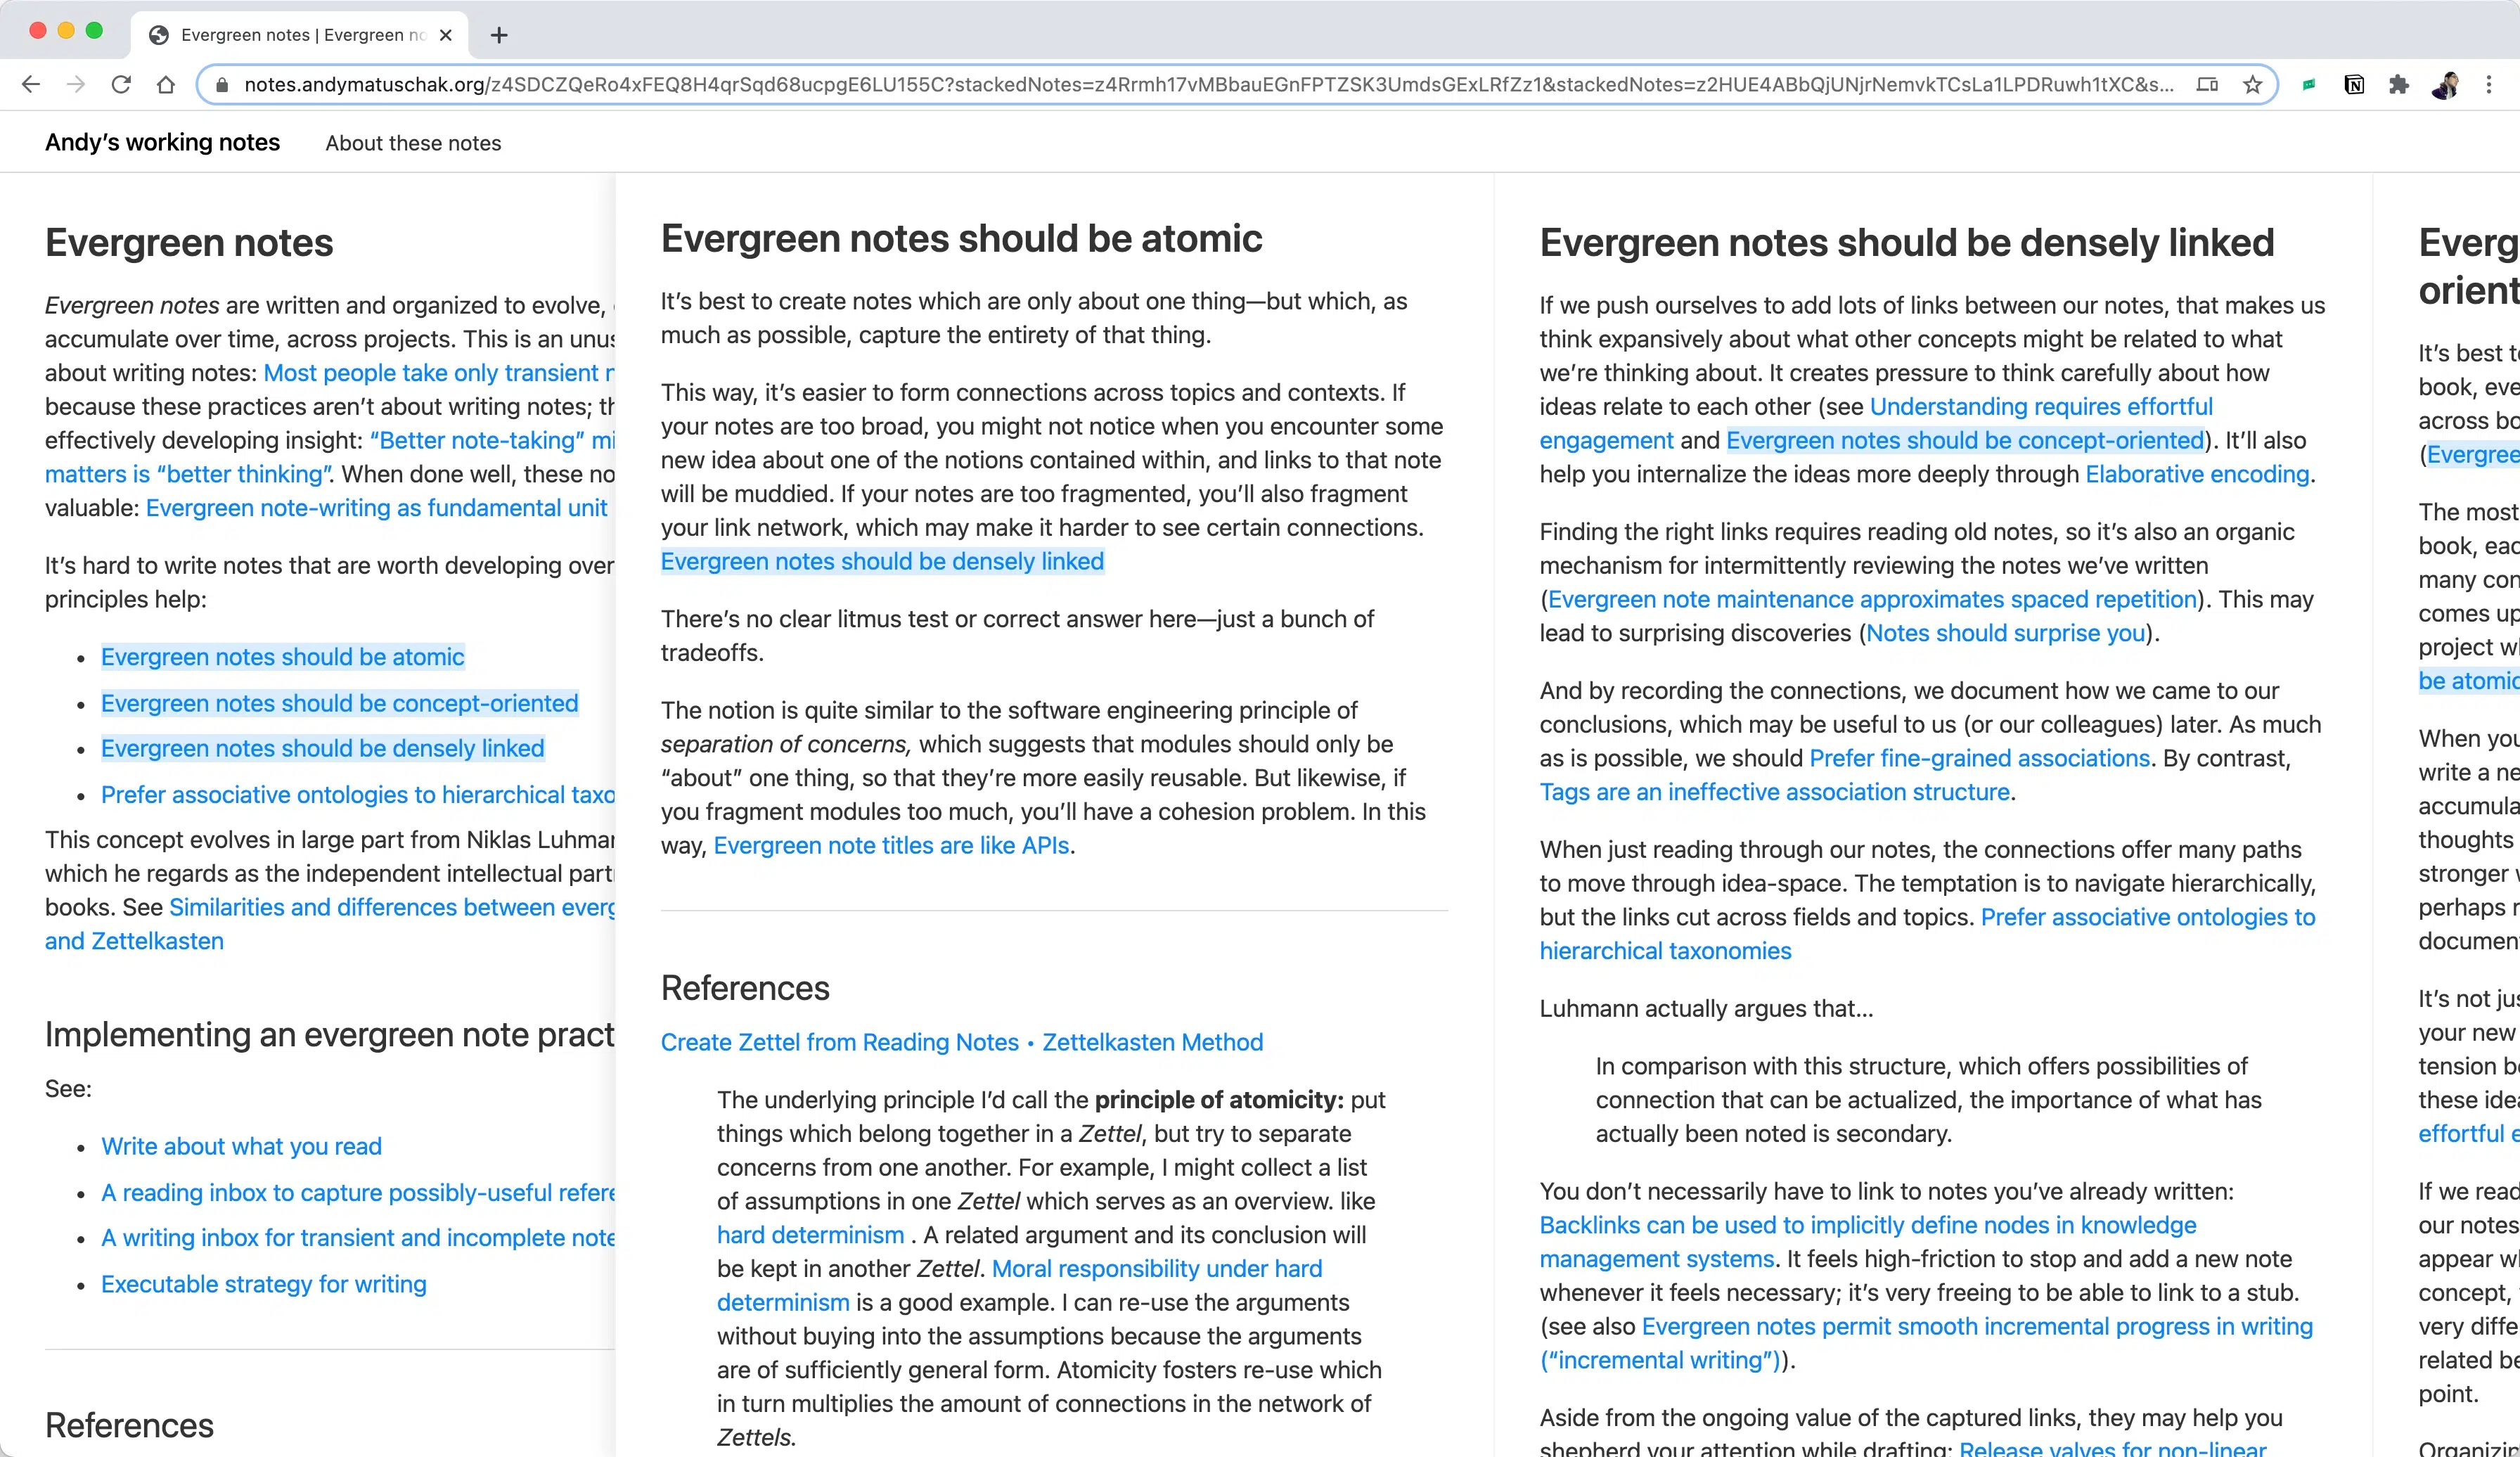 Evergreen notes | Evergreen no
notes.andymatuschak.org/z4SDCZQeRo4xFEQ8H4qrSqd68ucpgE6LU155C?stackedNotes=z4Rrmh17vMBbauEGnFPTZSK3UmdsGExLRfZz1&stackedNotes=z2HUE4ABbQjUNjrNemvkTCsLa1LPDRuwh1tXC&s...
Andy’s working notes
About these notes
Evergreen notes
Evergreen notes are written and organized to evolve,
accumulate over time, across projects. This is an unus
about writing notes: Most people take only transient n
because these practices aren’t about writing notes; th
effectively developing insight: “Better note-taking” mi
matters is “better thinking”. When done well, these no
valuable: Evergreen note-writing as fundamental unit
It’s hard to write notes that are worth developing over
principles help:
• Evergreen notes should be atomic
• Evergreen notes should be concept-oriented
• Evergreen notes should be densely linked
• Prefer associative ontologies to hierarchical taxo
This concept evolves in large part from Niklas Luhmar
which he regards as the independent intellectual part
books. See Similarities and differences between everg
and Zettelkasten
Implementing an evergreen note pract
See:
• Write about what you read
• A reading inbox to capture possibly-useful refere
• A writing inbox for transient and incomplete note
• Executable strategy for writing
References
Evergreen notes should be atomic
It’s best to create notes which are only about one thing—but which, as
much as possible, capture the entirety of that thing.
This way, it’s easier to form connections across topics and contexts. If
your notes are too broad, you might not notice when you encounter some
new idea about one of the notions contained within, and links to that note
will be muddied. If your notes are too fragmented, you’ll also fragment
your link network, which may make it harder to see certain connections.
Evergreen notes should be densely linked
There’s no clear litmus test or correct answer here—just a bunch of
tradeoffs.
The notion is quite similar to the software engineering principle of
separation of concerns, which suggests that modules should only be
“about” one thing, so that they’re more easily reusable. But likewise, if
you fragment modules too much, you’ll have a cohesion problem. In this
way, Evergreen note titles are like APIs.
References
Create Zettel from Reading Notes • Zettelkasten Method
The underlying principle I’d call the principle of atomicity: put
things which belong together in a Zettel, but try to separate
concerns from one another. For example, I might collect a list
of assumptions in one Zettel which serves as an overview. like
hard determinism . A related argument and its conclusion will
be kept in another Zettel. Moral responsibility under hard
determinism is a good example. I can re-use the arguments
without buying into the assumptions because the arguments
are of sufficiently general form. Atomicity fosters re-use which
in turn multiplies the amount of connections in the network of
Zettels.
Evergreen notes should be densely linked
If we push ourselves to add lots of links between our notes, that makes us
think expansively about what other concepts might be related to what
we’re thinking about. It creates pressure to think carefully about how
ideas relate to each other (see Understanding requires effortful
engagement and Evergreen notes should be concept-oriented). It’ll also
help you internalize the ideas more deeply through Elaborative encoding.
Finding the right links requires reading old notes, so it’s also an organic
mechanism for intermittently reviewing the notes we’ve written
(Evergreen note maintenance approximates spaced repetition). This may
lead to surprising discoveries (Notes should surprise you).
And by recording the connections, we document how we came to our
conclusions, which may be useful to us (or our colleagues) later. As much
as is possible, we should Prefer fine-grained associations. By contrast,
Tags are an ineffective association structure.
When just reading through our notes, the connections offer many paths
to move through idea-space. The temptation is to navigate hierarchically,
but the links cut across fields and topics. Prefer associative ontologies to
hierarchical taxonomies
Luhmann actually argues that…
In comparison with this structure, which offers possibilities of
connection that can be actualized, the importance of what has
actually been noted is secondary.
You don’t necessarily have to link to notes you’ve already written:
Backlinks can be used to implicitly define nodes in knowledge
management systems. It feels high-friction to stop and add a new note
whenever it feels necessary; it’s very freeing to be able to link to a stub.
(see also Evergreen notes permit smooth incremental progress in writing
(“incremental writing”)).
Aside from the ongoing value of the captured links, they may help you
shepherd your attention while drafting: Release valves for non-linear
Everg
orient
It’s best t
book, eve
across bo
(Evergree
The most
book, eac
many con
comes up
project w
be atomic
When you
write a ne
accumula
thoughts
stronger
perhaps r
documen
It’s not jus
your new
tension be
these idea
effortful e
If we read
our notes
appear w
concept,
very diffe
related be
point.
Organizin